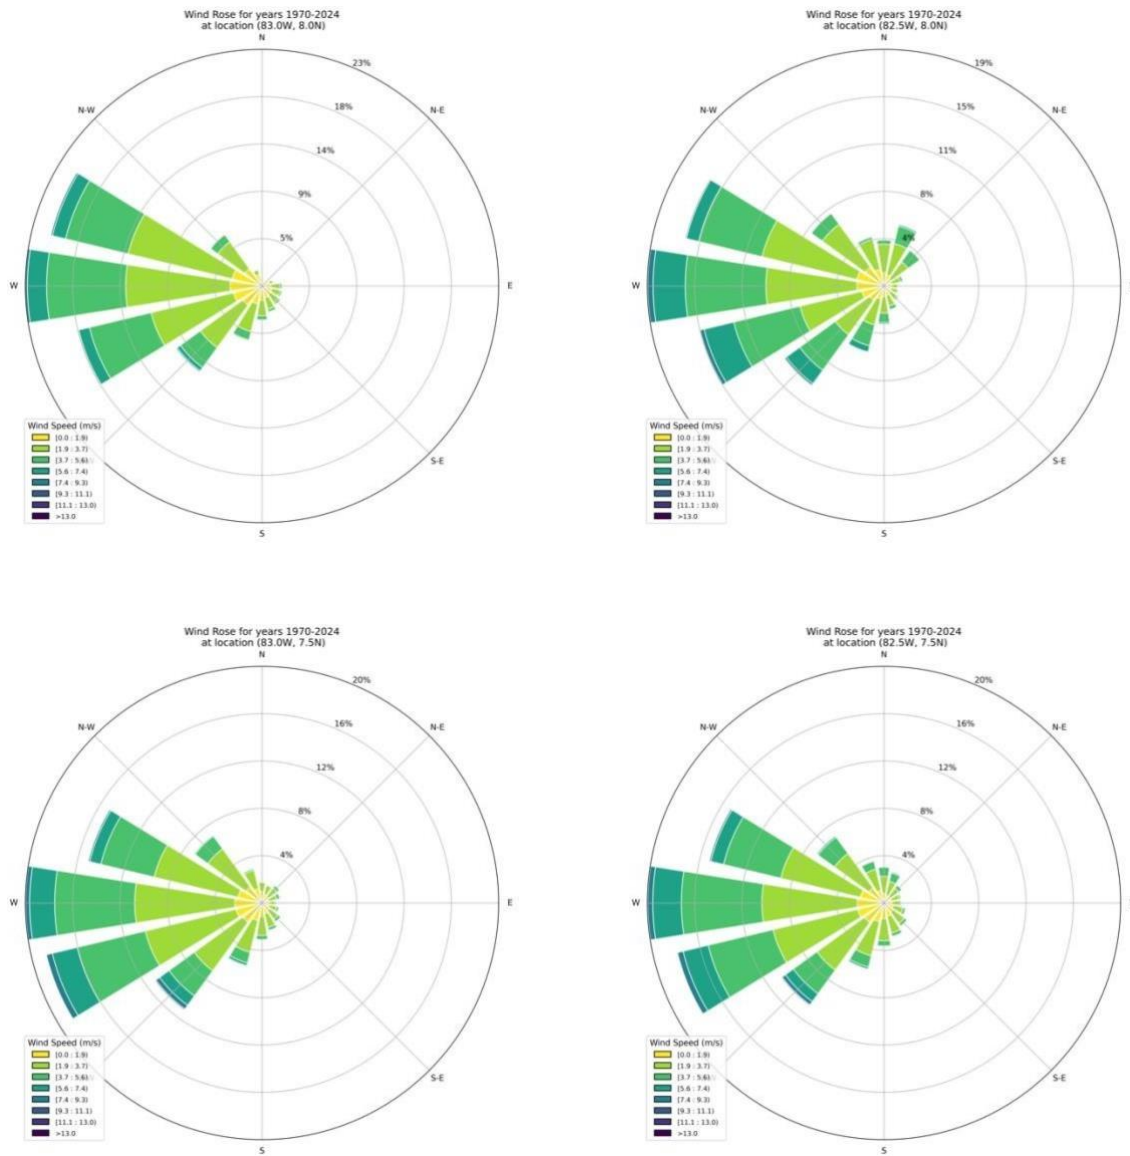 Wind Rose for years 1970-2024
at location (83.0W, 8.0N)
N
23%
18%
N-W
N-E
14%
9%
5%
W
E
Wind Speed (m/s)
[0.0 : 1.9)
[1.9 : 3.7)
[3.7 : 5.6)
[5.6 : 7.4)
[7.4 : 9.3)
[9.3 : 11.1)
[11.1 : 13.0)
>13.0
S-E
S
Wind Rose for years 1970-2024
at location (82.5W, 8.0N)
N
19%
15%
N-W
N-E
11%
8%
4%
W
Wind Speed (m/s)
[0.0 : 1.9)
[1.9 : 3.7)
[3.7 : 5.6)
[5.6 : 7.4)
[7.4 : 9.3)
[9.3 : 11.1)
[11.1 : 13.0)
>13.0
S-E
S
Wind Rose for years 1970-2024
at location (83.0W, 7.5N)
N
20%
16%
N-W
N-E
12%
8%
4%
W
E
Wind Speed (m/s)
[0.0 : 1.9)
[1.9 : 3.7)
[3.7 : 5.6)
[5.6 : 7.4)
[7.4 : 9.3)
[9.3 : 11.1)
[11.1 : 13.0)
>13.0
S-E
S
Wind Rose for years 1970-2024
at location (82.5W, 7.5N)
N
20%
16%
N-W
N-E
12%
8%
4%
W
Wind Speed (m/s)
[0.0 : 1.9)
[1.9 : 3.7)
[3.7 : 5.6)
[5.6 : 7.4)
[7.4 : 9.3)
[9.3 : 11.1)
[11.1 : 13.0)
>13.0
S-E
S